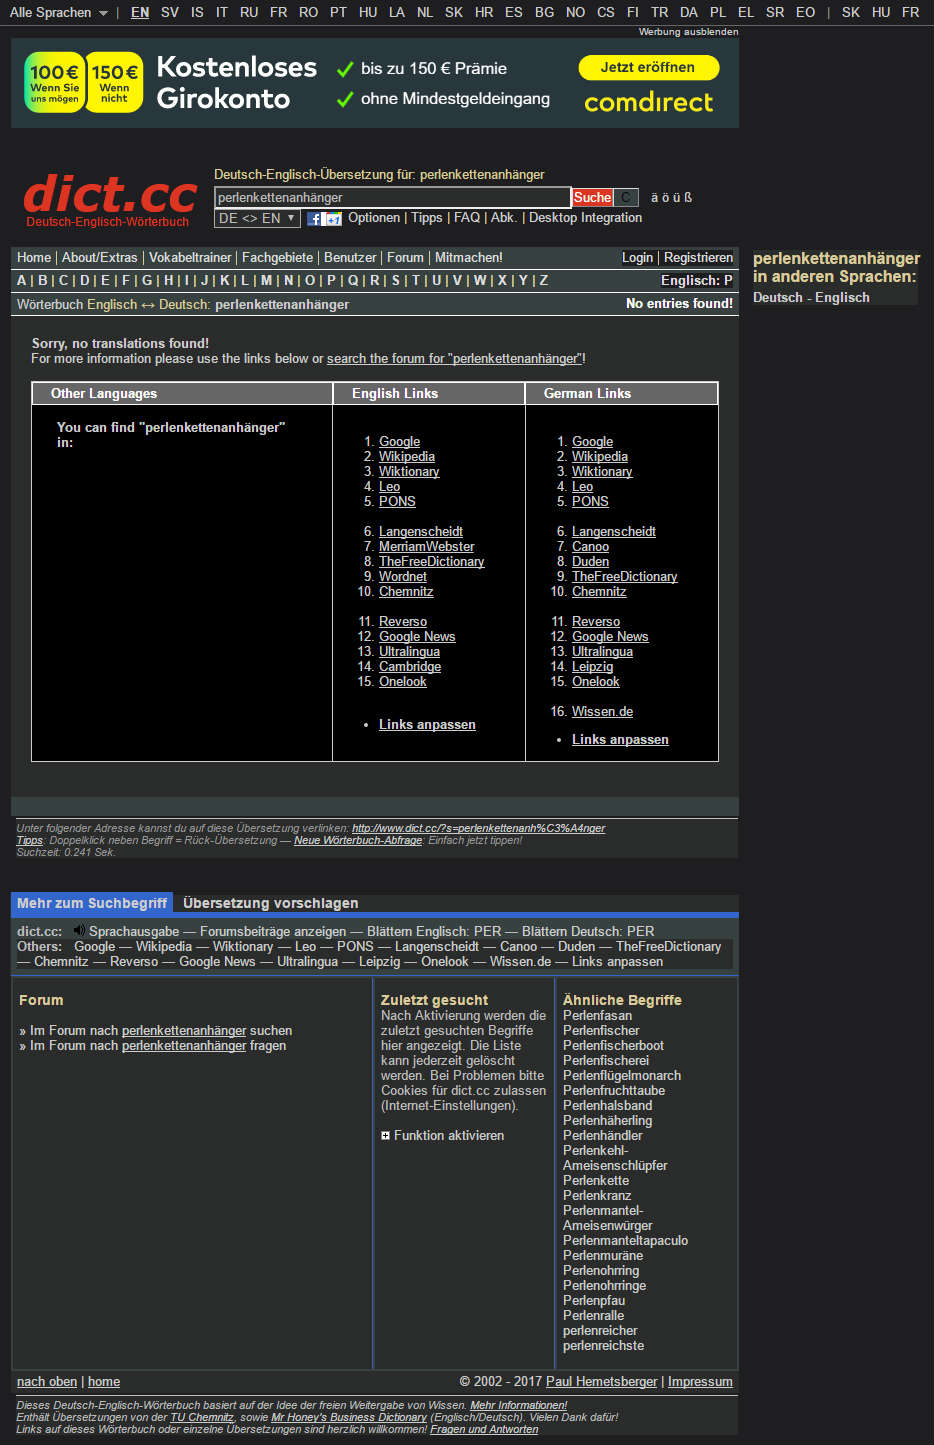 Alle Sprachen | EN SV IS IT RU FR RO PT HU LA NL SK HR ES BG NO CS FI TR DA PL EL SR EO | SK HU FR
Werbung ausblenden
100 € Wenn Sie uns mögen
150 € Wenn nicht
Kostenloses Girokonto
bis zu 150 € Prämie
ohne Mindestgeldeingang
Jetzt eröffnen
comdirect
dict.cc
Deutsch-Englisch-Wörterbuch
Deutsch-Englisch-Übersetzung für: perlenkettenanhänger
perlenkettenanhänger Suche C ä ö ü ß
DE <> EN f +1 Optionen | Tipps | FAQ | Abk. | Desktop Integration
Home | About/Extras | Vokabeltrainer | Fachgebiete | Benutzer | Forum | Mitmachen! Login | Registrieren
A | B | C | D | E | F | G | H | I | J | K | L | M | N | O | P | Q | R | S | T | U | V | W | X | Y | Z Englisch: P
Wörterbuch Englisch ↔ Deutsch: perlenkettenanhänger No entries found!
perlenkettenanhänger
in anderen Sprachen:
Deutsch - Englisch
Sorry, no translations found!
For more information please use the links below or search the forum for "perlenkettenanhänger"!
Other Languages
You can find "perlenkettenanhänger"
in:
English Links
1. Google
2. Wikipedia
3. Wiktionary
4. Leo
5. PONS
6. Langenscheidt
7. MerriamWebster
8. TheFreeDictionary
9. Wordnet
10. Chemnitz
11. Reverso
12. Google News
13. Ultralingua
14. Cambridge
15. Onelook
• Links anpassen
German Links
1. Google
2. Wikipedia
3. Wiktionary
4. Leo
5. PONS
6. Langenscheidt
7. Canoo
8. Duden
9. TheFreeDictionary
10. Chemnitz
11. Reverso
12. Google News
13. Ultralingua
14. Leipzig
15. Onelook
16. Wissen.de
• Links anpassen
Unter folgender Adresse kannst du auf diese Übersetzung verlinken: http://www.dict.cc/?s=perlenkettenanh%C3%A4nger
Tipps: Doppelklick neben Begriff = Rück-Übersetzung — Neue Wörterbuch-Abfrage: Einfach jetzt tippen!
Suchzeit: 0.241 Sek.
Mehr zum Suchbegriff Übersetzung vorschlagen
dict.cc: Sprachausgabe — Forumsbeiträge anzeigen — Blättern Englisch: PER — Blättern Deutsch: PER
Others: Google — Wikipedia — Wiktionary — Leo — PONS — Langenscheidt — Canoo — Duden — TheFreeDictionary
— Chemnitz — Reverso — Google News — Ultralingua — Leipzig — Onelook — Wissen.de — Links anpassen
Forum
» Im Forum nach perlenkettenanhänger suchen
» Im Forum nach perlenkettenanhänger fragen
Zuletzt gesucht
Nach Aktivierung werden die
zuletzt gesuchten Begriffe
hier angezeigt. Die Liste
kann jederzeit gelöscht
werden. Bei Problemen bitte
Cookies für dict.cc zulassen
(Internet-Einstellungen).
Funktion aktivieren
Ähnliche Begriffe
Perlenfasan
Perlenfischer
Perlenfischerboot
Perlenfischerei
Perlenflügelmonarch
Perlenfruchttaube
Perlenhalsband
Perlenhäherling
Perlenhändler
Perlenkehl-
Ameisenschlüpfer
Perlenkette
Perlenkranz
Perlenmantel-
Ameisenwürger
Perlenmanteltapaculo
Perlenmuräne
Perlenohrring
Perlenohrringe
Perlenpfau
Perlenralle
perlenreicher
perlenreichste
nach oben | home © 2002 - 2017 Paul Hemetsberger | Impressum
Dieses Deutsch-Englisch-Wörterbuch basiert auf der Idee der freien Weitergabe von Wissen. Mehr Informationen!
Enthält Übersetzungen von der TU Chemnitz, sowie Mr Honey's Business Dictionary (Englisch/Deutsch). Vielen Dank dafür!
Links auf dieses Wörterbuch oder einzelne Übersetzungen sind herzlich willkommen! Fragen und Antworten